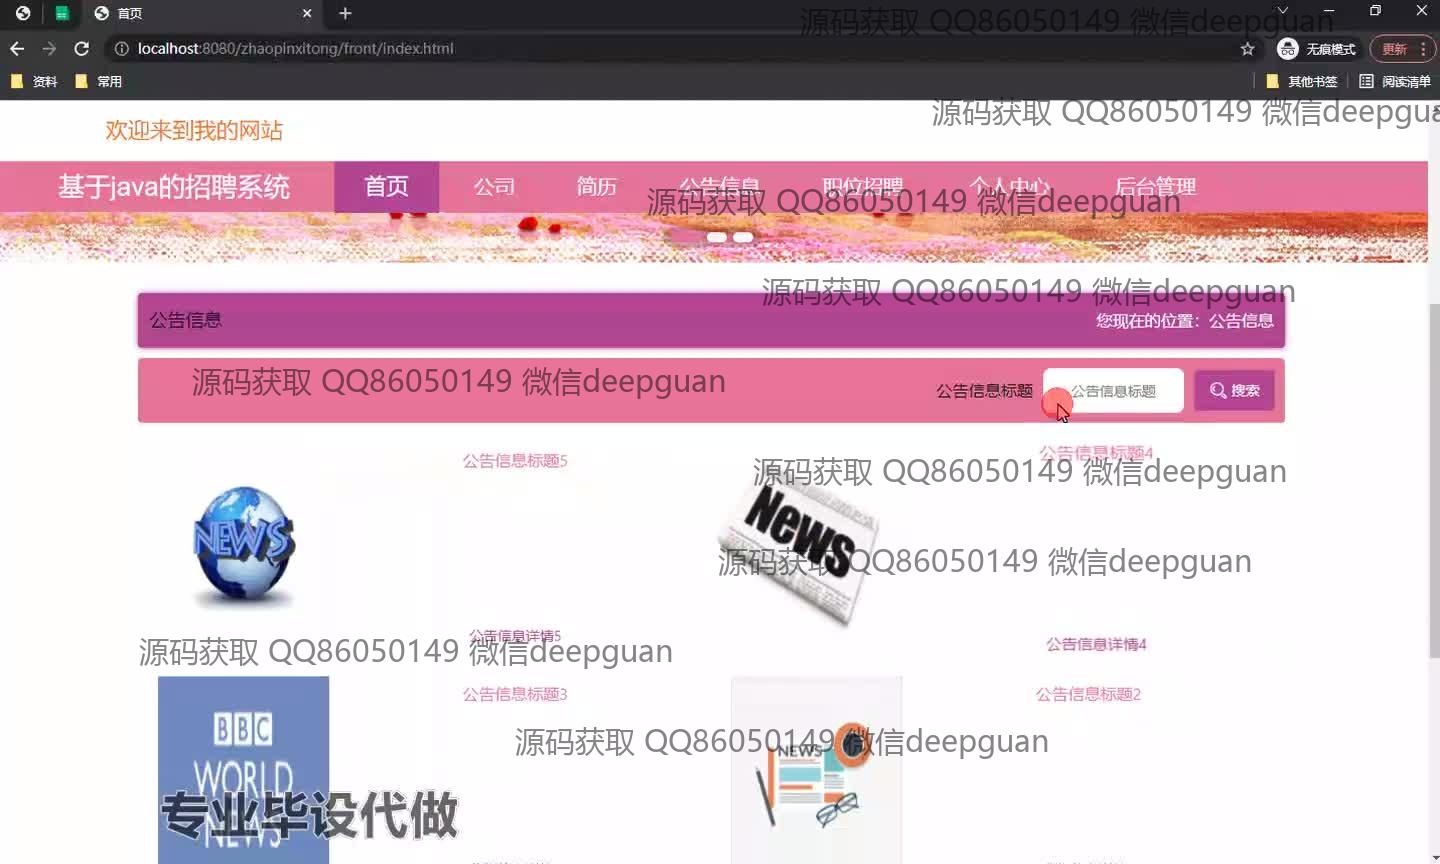 首页
源码获取 QQ86050149 微信deepguan
localhost:8080/zhaopinxitong/front/index.html
无痕模式
更新
资料
常用
其他书签
阅读清单
源码获取 QQ86050149 微信deepgua
欢迎来到我的网站
基于java的招聘系统
首页
公司
简历
公告信息
职位招聘
个人中心
后台管理
源码获取 QQ86050149 微信deepguan
源码获取 QQ86050149 微信deepguan
公告信息
您现在的位置：公告信息
源码获取 QQ86050149 微信deepguan
公告信息标题
公告信息标题
搜索
公告信息标题5
公告信息标题4
源码获取 QQ86050149 微信deepguan
NEWS
News
源码获取 QQ86050149 微信deepguan
公告信息详情5
公告信息详情4
源码获取 QQ86050149 微信deepguan
公告信息标题3
公告信息标题2
BBC
WORLD
NEWS
源码获取 QQ86050149 微信deepguan
NEWS
专业毕设代做